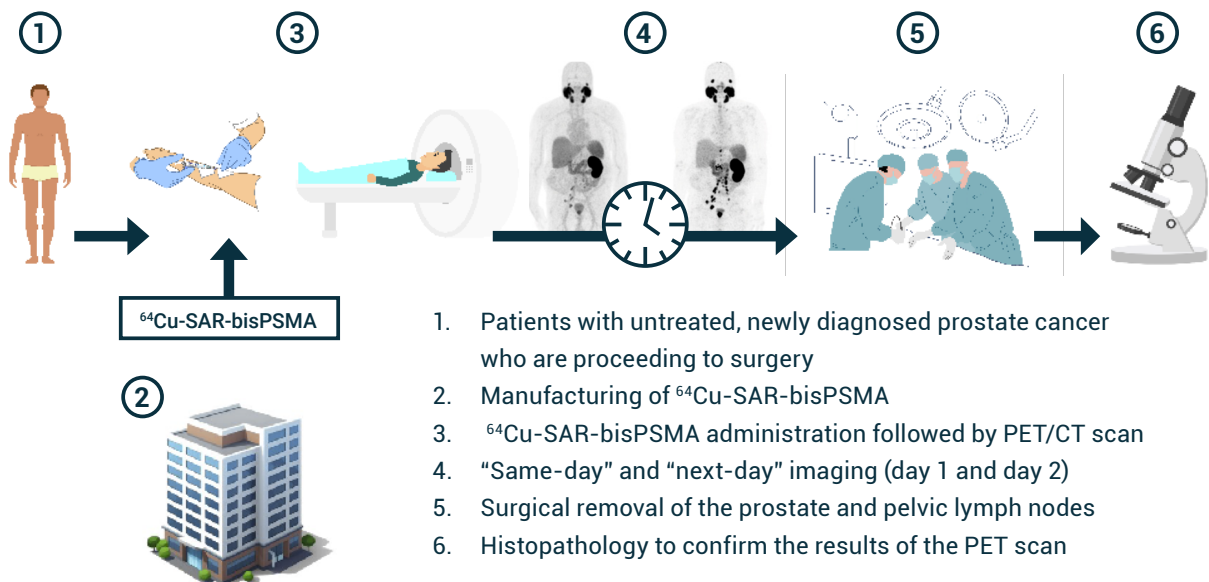 1
3
4
5
6
⁶⁴Cu-SAR-bisPSMA
2
1. Patients with untreated, newly diagnosed prostate cancer
who are proceeding to surgery
2. Manufacturing of ⁶⁴Cu-SAR-bisPSMA
3. ⁶⁴Cu-SAR-bisPSMA administration followed by PET/CT scan
4. “Same-day” and “next-day” imaging (day 1 and day 2)
5. Surgical removal of the prostate and pelvic lymph nodes
6. Histopathology to confirm the results of the PET scan